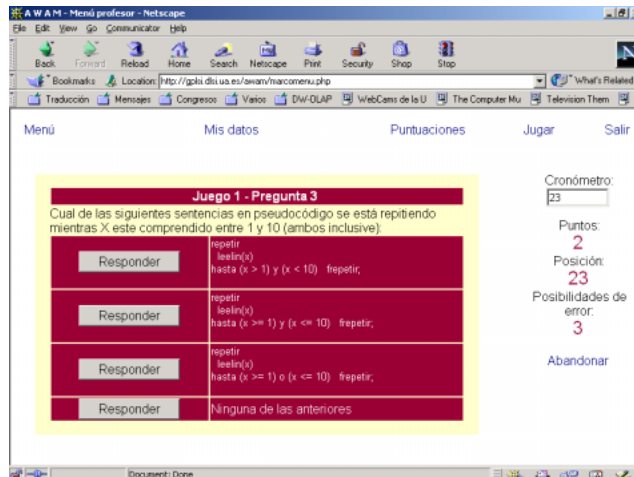 A W A M - Menú profesor - Netscape
File Edit View Go Communicator Help
Back Forward Reload Home Search Netscape Print Security Shop Stop
Bookmarks Location: http://gplsi.dlsi.ua.es/awam/marcomenu.php What's Related
Traducción Mensajes Congresos Varios DW-OLAP WebCams de la U The Computer Mu Television Them
Menú Mis datos Puntuaciones Jugar Salir
Cronómetro:
23
Puntos:
2
Posición:
23
Posibilidades de
error:
3
Abandonar
Juego 1 - Pregunta 3
Cual de las siguientes sentencias en pseudocódigo se está repitiendo
mientras X este comprendido entre 1 y 10 (ambos inclusive):
Responder
repetir
leelin(x)
hasta (x > 1) y (x < 10) frepetir;
Responder
repetir
leelin(x)
hasta (x >= 1) y (x <= 10) frepetir;
Responder
repetir
leelin(x)
hasta (x >= 1) o (x <= 10) frepetir;
Responder
Ninguna de las anteriores
Document: Done